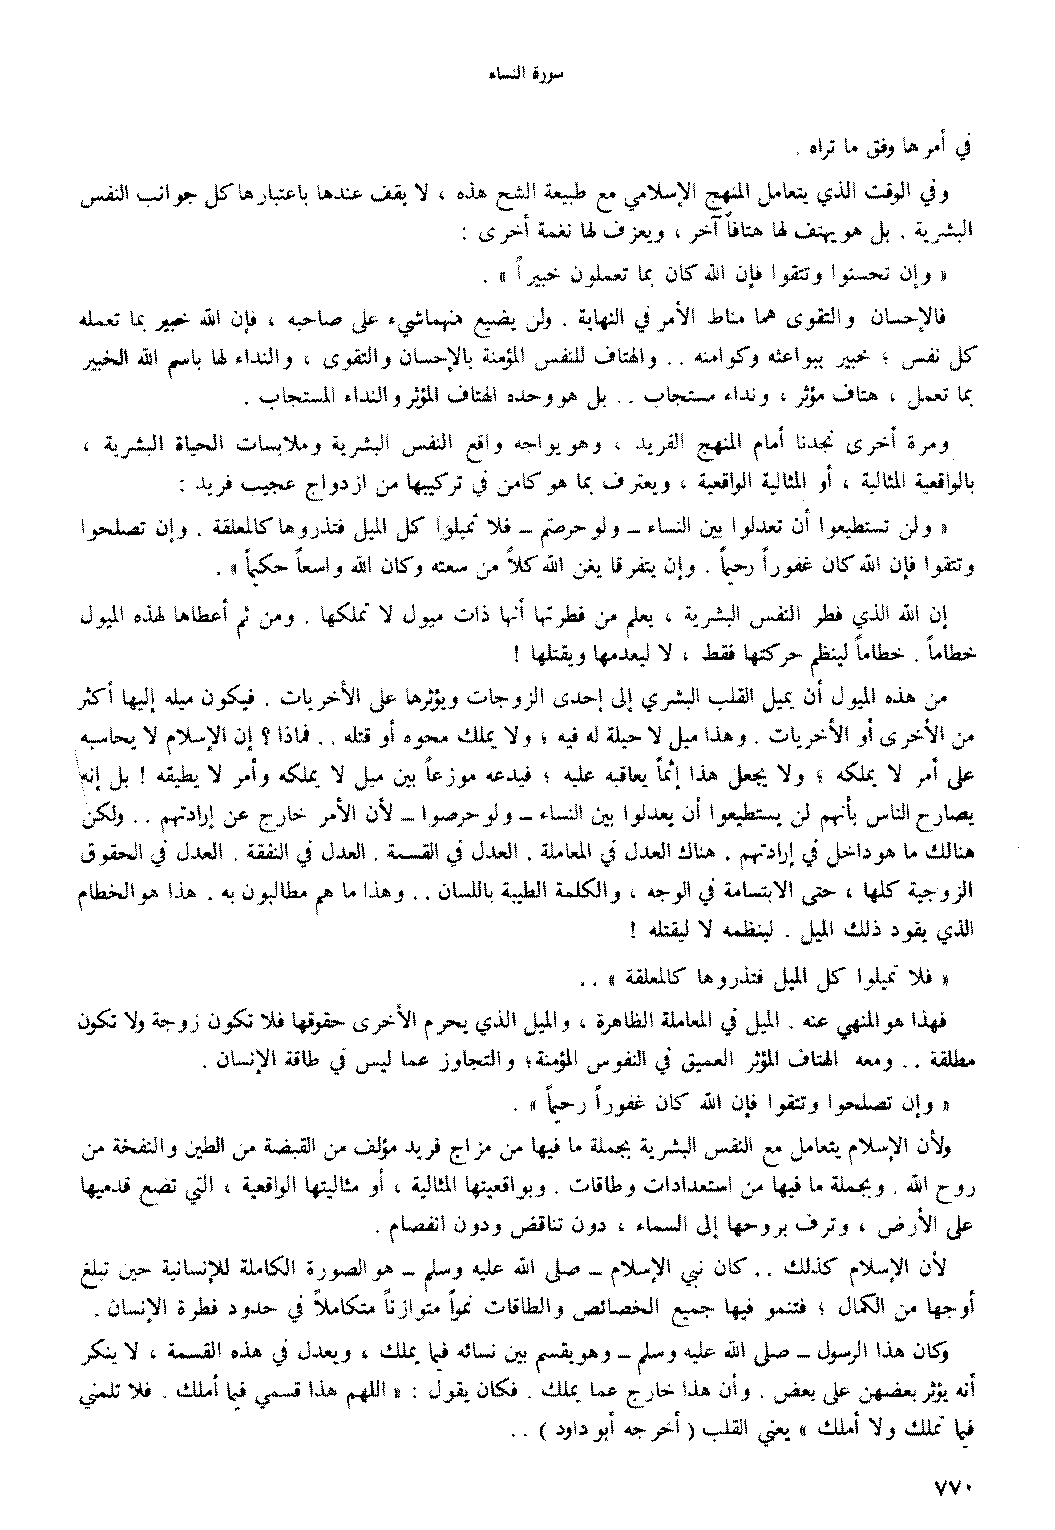 سورة النساء
في أمرها وفق ما تراه .
وفي الوقت الذي يتعامل المنهج الإسلامي مع طبيعة الشح هذه ، لا يقف عندها باعتبارها كل جوانب النفس
البشرية . بل هو يهتف لها هتافاً آخر ، ويعزف لها نغمة أخرى :
« وإن تحسنوا وتتقوا فإن الله كان بما تعملون خبيراً » .
فالإحسان والتقوى هما مناط الأمر في النهاية . ولن يضيع منهما شيء على صاحبه ، فإن الله خبير بما تعمله
كل نفس ؛ خبير ببواعثه وكوامنه .. والهتاف للنفس المؤمنة بالإحسان والتقوى ، والنداء لها باسم الله الخبير
بما تعمل ، هتاف مؤثر ، ونداء مستجاب .. بل هو وحده الهتاف المؤثر والنداء المستجاب .
ومرة أخرى نجدنا أمام المنهج الفريد ، وهو يواجه واقع النفس البشرية وملابسات الحياة البشرية ،
بالواقعية المثالية ، أو المثالية الواقعية ، ويعترف بما هو كامن في تركيبها من ازدواج عجيب فريد :
« ولن تستطيعوا أن تعدلوا بين النساء – ولو حرصتم – فلا تميلوا كل الميل فتذروها كالمعلقة . وإن تصلحوا
وتتقوا فإن الله كان غفوراً رحيماً . وإن يتفرقا يغن الله كلاً من سعته وكان الله واسعاً حكيماً » .
إن الله الذي فطر النفس البشرية ، يعلم من فطرتها أنها ذات ميول لا تملكها . ومن ثم أعطاها لهذه الميول
خطاماً . خطاماً لينظم حركتها فقط ، لا ليعدمها ويقتلها !
من هذه الميول أن يميل القلب البشري إلى إحدى الزوجات ويؤثرها على الأخريات . فيكون ميله إليها أكثر
من الأخرى أو الأخريات . وهذا ميل لا حيلة له فيه ؛ ولا يملك محوه أو قتله .. فماذا ؟ إن الإسلام لا يحاسبه
على أمر لا يملكه ؛ ولا يجعل هذا إثماً يعاقبه عليه ؛ فيدعه موزعاً بين ميل لا يملكه وأمر لا يطيقه ! بل إنه
يصارح الناس بأنهم لن يستطيعوا أن يعدلوا بين النساء – ولو حرصوا – لأن الأمر خارج عن إرادتهم .. ولكن
هنالك ما هو داخل في إرادتهم . هناك العدل في المعاملة . العدل في القسمة . العدل في النفقة . العدل في الحقوق
الزوجية كلها ، حتى الابتسامة في الوجه ، والكلمة الطيبة باللسان .. وهذا ما هم مطالبون به . هذا هو الخطام
الذي يقود ذلك الميل . لينظمه لا ليقتله !
« فلا تميلوا كل الميل فتذروها كالمعلقة » ..
فهذا هو المنهي عنه . الميل في المعاملة الظاهرة ، والميل الذي يحرم الأخرى حقوقها فلا تكون زوجة ولا تكون
مطلقة .. ومعه الهتاف المؤثر العميق في النفوس المؤمنة؛ والتجاوز عما ليس في طاقة الإنسان .
« وإن تصلحوا وتتقوا فإن الله كان غفوراً رحيماً » .
ولأن الإسلام يتعامل مع النفس البشرية بجملة ما فيها من مزاج فريد مؤلف من القبضة من الطين والنفخة من
روح الله . وبجملة ما فيها من استعدادات وطاقات . وبواقعيتها المثالية ، أو مثاليتها الواقعية ، التي تضع قدميها
على الأرض ، وترف بروحها إلى السماء ، دون تناقض ودون انفصام .
لأن الإسلام كذلك .. كان نبي الإسلام – صلى الله عليه وسلم – هو الصورة الكاملة للإنسانية حين تبلغ
أوجها من الكمال ؛ فتنمو فيها جميع الخصائص والطاقات نمواً متوازناً متكاملاً في حدود فطرة الإنسان .
وكان هذا الرسول – صلى الله عليه وسلم – وهو يقسم بين نسائه فيما يملك ، ويعدل في هذه القسمة ، لا ينكر
أنه يؤثر بعضهن على بعض . وأن هذا خارج عما يملك . فكان يقول : « اللهم هذا قسمي فيما أملك . فلا تلمني
فيما تملك ولا أملك » يعني القلب ( أخرجه أبو داود ) ..
٧٧٠